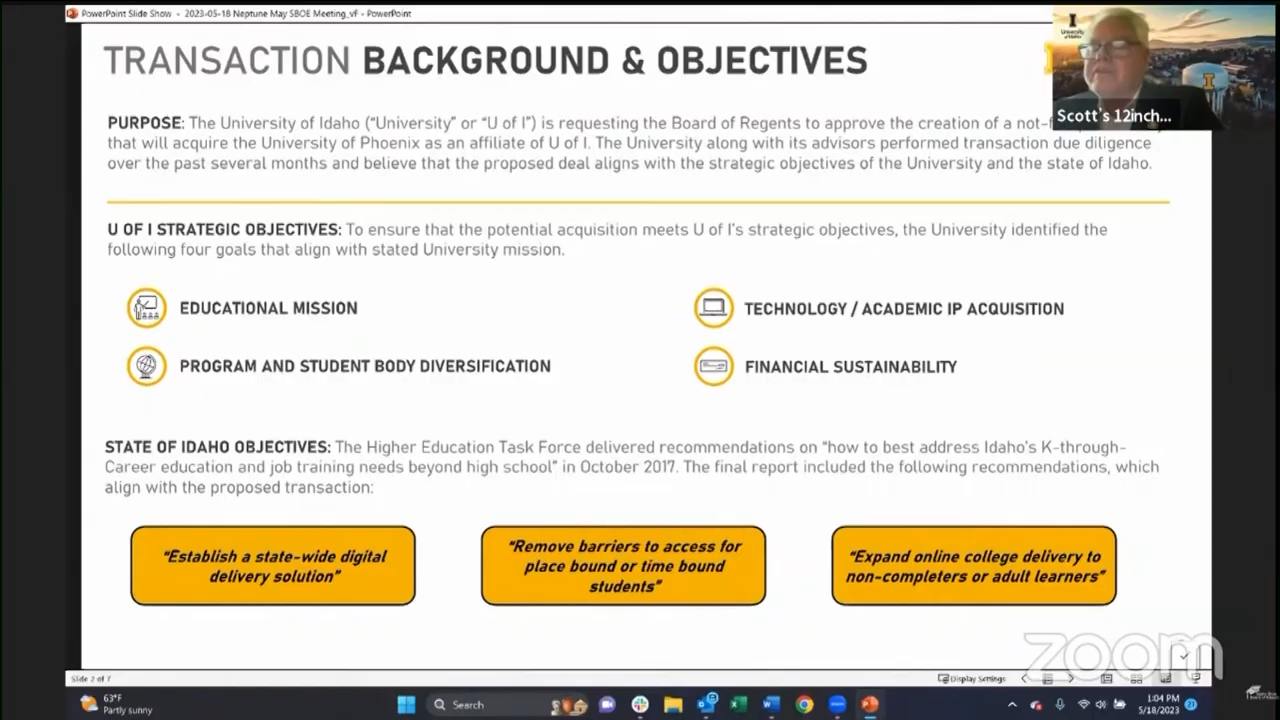 PowerPoint Slide Show - 2023-05-18 Neptune May SBOE Meeting_vf - PowerPoint
TRANSACTION BACKGROUND & OBJECTIVES
University
of Idaho
Scott's 12inch...
PURPOSE: The University of Idaho ("University" or "U of I") is requesting the Board of Regents to approve the creation of a
that will acquire the University of Phoenix as an affiliate of U of I. The University along with its advisors performed transaction due diligence
over the past several months and believe that the proposed deal aligns with the strategic objectives of the University and the state of Idaho.
U OF I STRATEGIC OBJECTIVES: To ensure that the potential acquisition meets U of I's strategic objectives, the University identified the
following four goals that align with stated University mission.
EDUCATIONAL MISSION
TECHNOLOGY / ACADEMIC IP ACQUISITION
PROGRAM AND STUDENT BODY DIVERSIFICATION
FINANCIAL SUSTAINABILITY
STATE OF IDAHO OBJECTIVES: The Higher Education Task Force delivered recommendations on "how to best address Idaho's K-through-
Career education and job training needs beyond high school" in October 2017. The final report included the following recommendations, which
align with the proposed transaction:
"Establish a state-wide digital
delivery solution"
"Remove barriers to access for
place bound or time bound
students"
"Expand online college delivery to
non-completers or adult learners"
zoom
Slide 2 of 7
Display Settings
63°F
Partly sunny
Search
1:04 PM
5/18/2023